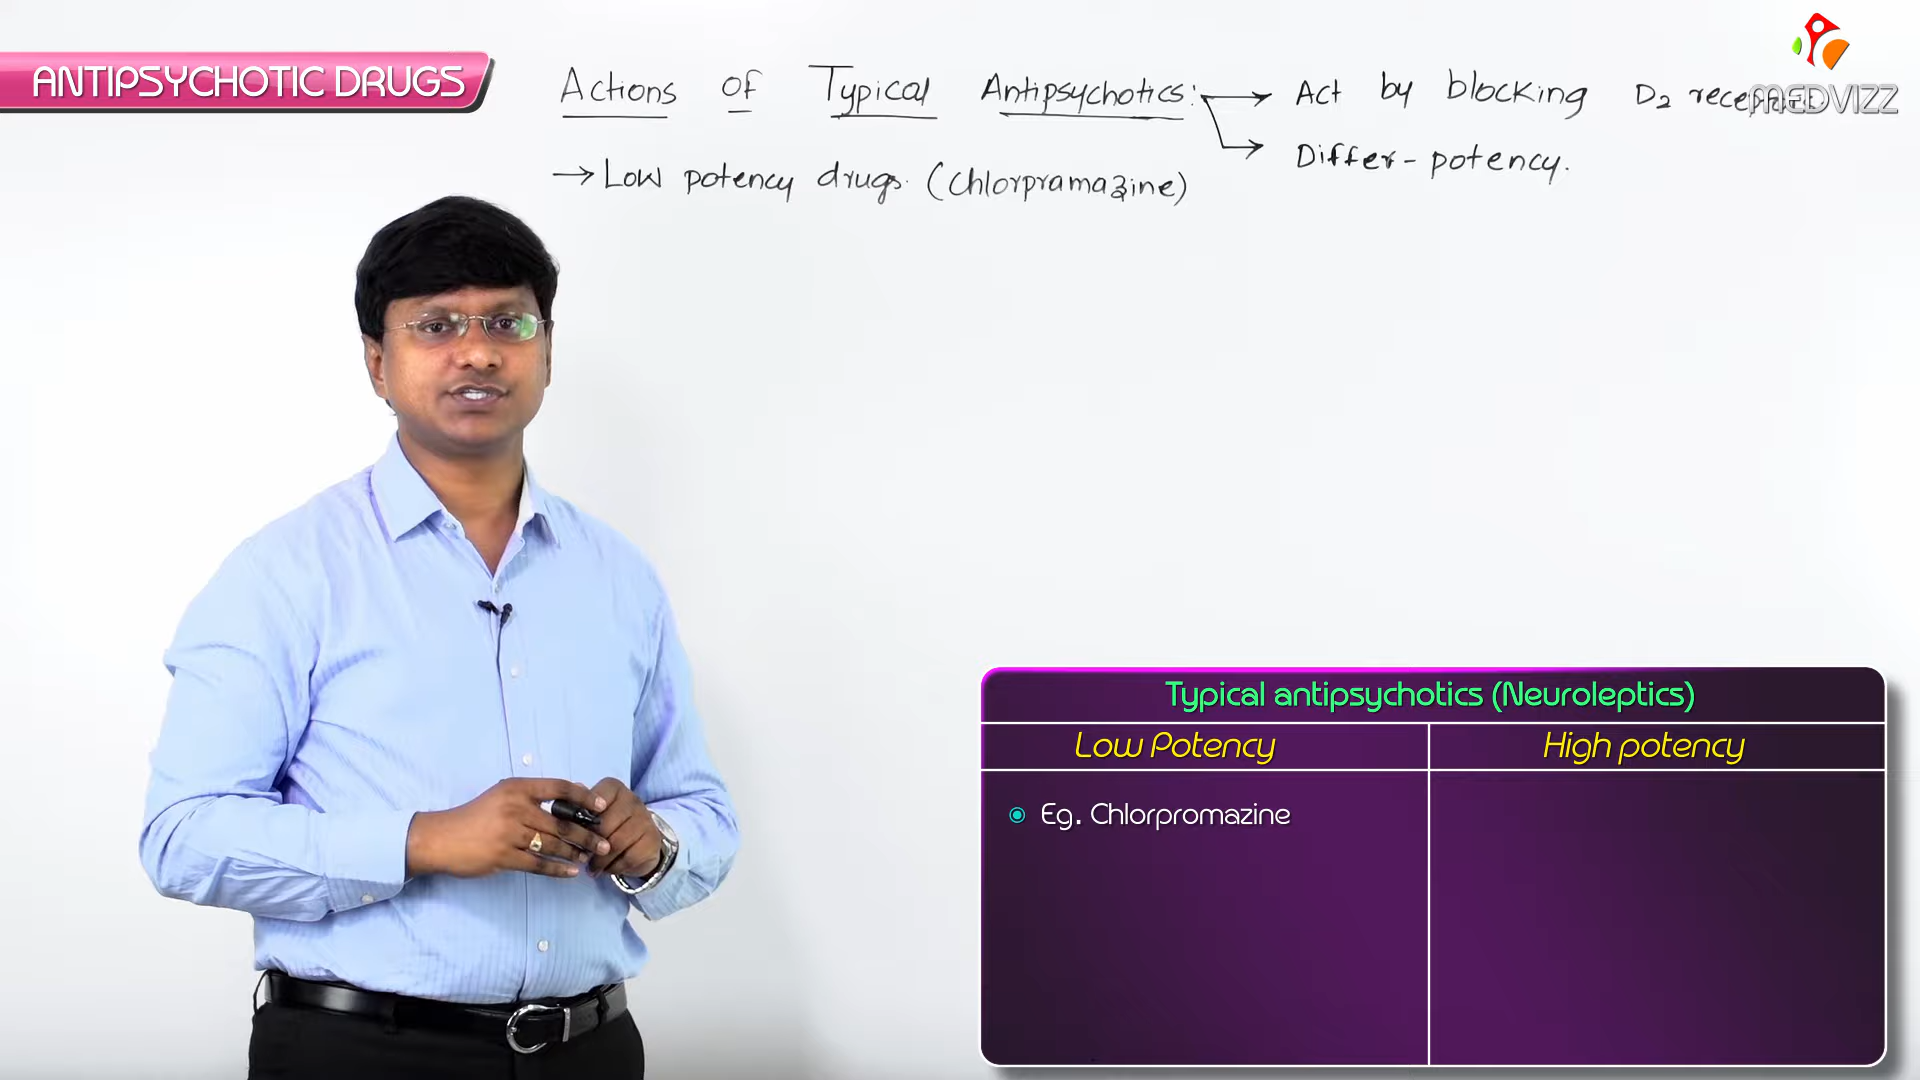 ANTIPSYCHOTIC DRUGS
Actions of Typical Antipsychotics: → Act by blocking D2 receptors
→ Differ - potency.
→ Low potency drugs. (Chlorpramazine)
MEDVIZZ
Typical antipsychotics (Neuroleptics)
Low Potency
High potency
Eg. Chlorpromazine